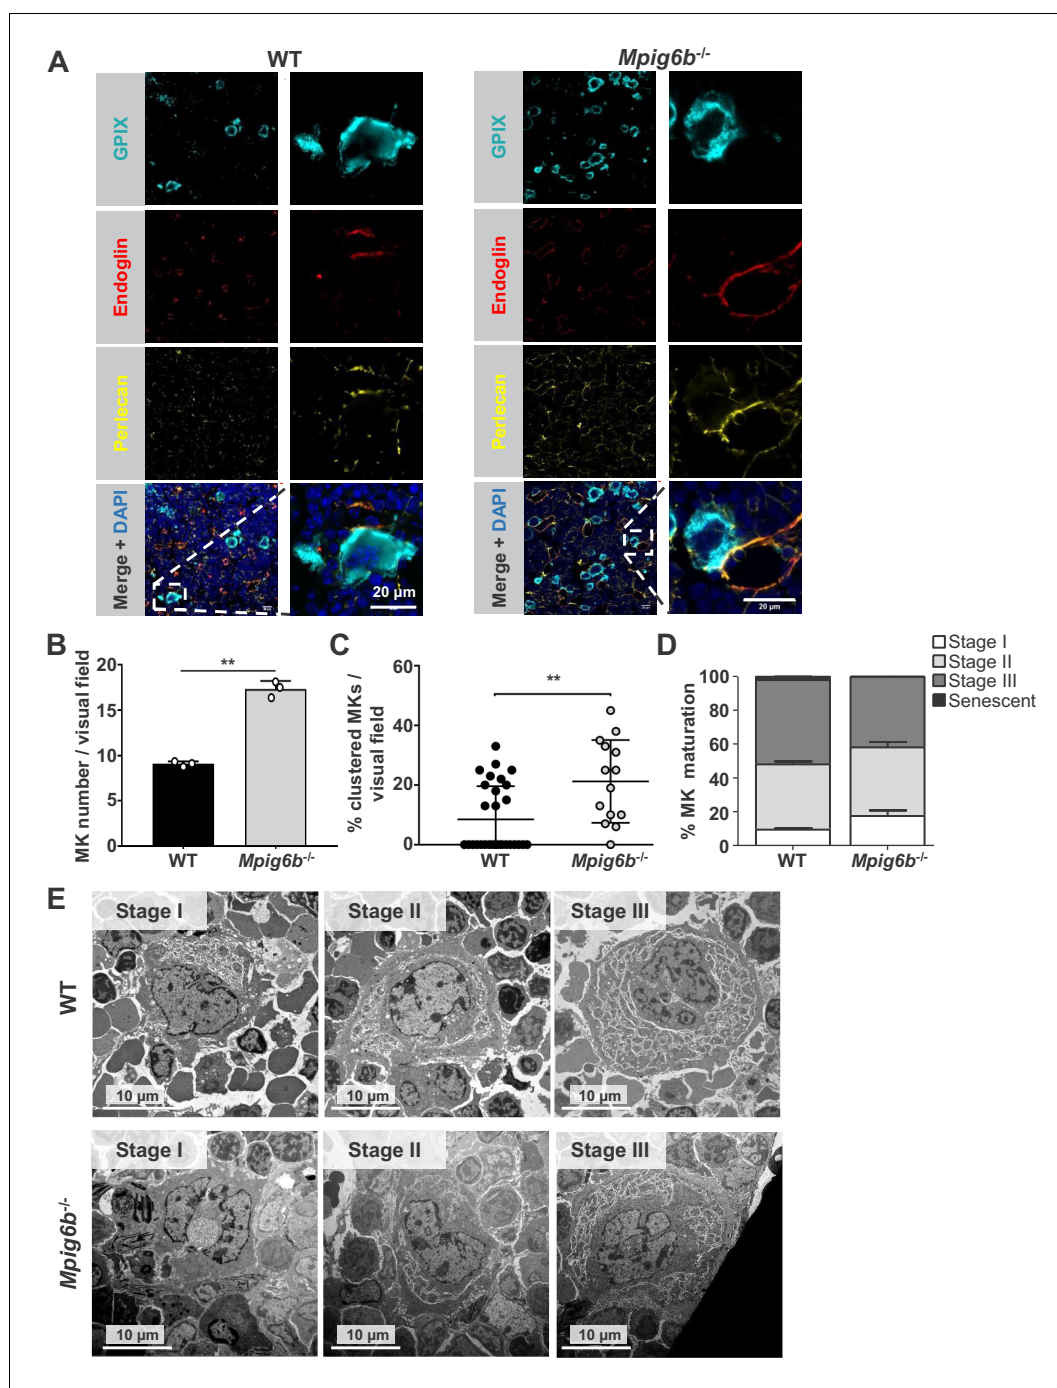 A
WT
Mpig6b-/-
GPIX
Endoglin
Perlecan
Merge + DAPI
20 µm
GPIX
Endoglin
Perlecan
Merge + DAPI
20 µm
B
MK number / visual field
20
15
10
5
0
**
WT
Mpig6b-/-
C
% clustered MKs /
visual field
60
40
20
0
**
WT
Mpig6b-/-
D
% MK maturation
100
80
60
40
20
0
WT
Mpig6b-/-
Stage I
Stage II
Stage III
Senescent
E
WT
Stage I
10 µm
Stage II
10 µm
Stage III
10 µm
Mpig6b-/-
Stage I
10 µm
Stage II
10 µm
Stage III
10 µm